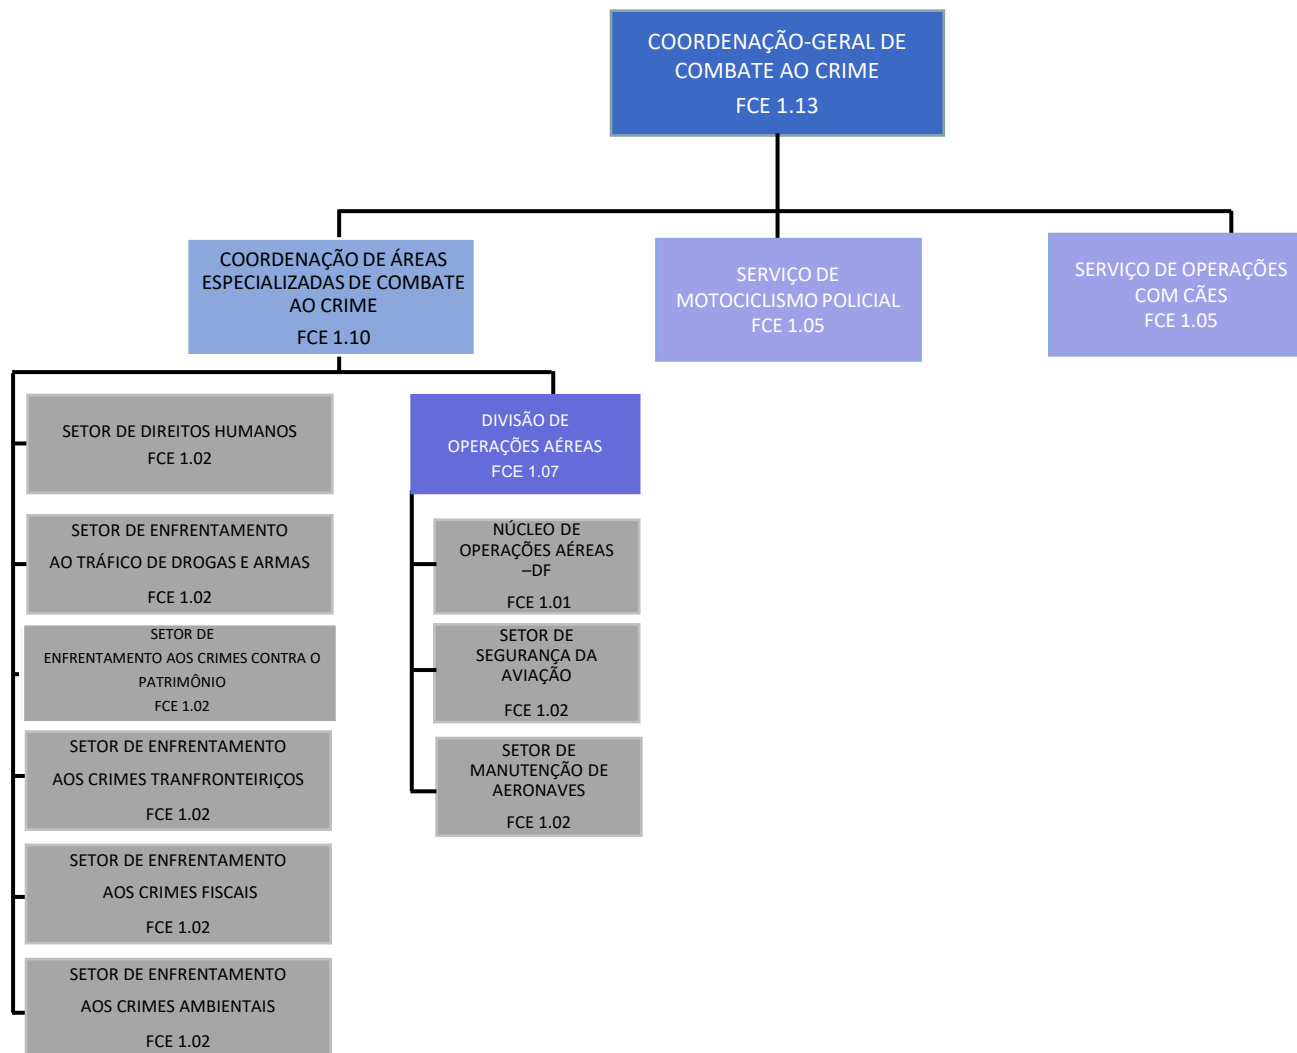 COORDENAÇÃO-GERAL DE
COMBATE AO CRIME
FCE 1.13
COORDENAÇÃO DE ÁREAS
ESPECIALIZADAS DE COMBATE
AO CRIME
FCE 1.10
SERVIÇO DE
MOTOCICLISMO POLICIAL
FCE 1.05
SERVIÇO DE OPERAÇÕES
COM CÃES
FCE 1.05
SETOR DE DIREITOS HUMANOS
FCE 1.02
SETOR DE ENFRENTAMENTO
AO TRÁFICO DE DROGAS E ARMAS
FCE 1.02
SETOR DE
ENFRENTAMENTO AOS CRIMES CONTRA O
PATRIMÔNIO
FCE 1.02
SETOR DE ENFRENTAMENTO
AOS CRIMES TRANFRONTEIRIÇOS
FCE 1.02
SETOR DE ENFRENTAMENTO
AOS CRIMES FISCAIS
FCE 1.02
SETOR DE ENFRENTAMENTO
AOS CRIMES AMBIENTAIS
FCE 1.02
DIVISÃO DE
OPERAÇÕES AÉREAS
FCE 1.07
NÚCLEO DE
OPERAÇÕES AÉREAS
–DF
FCE 1.01
SETOR DE
SEGURANÇA DA
AVIAÇÃO
FCE 1.02
SETOR DE
MANUTENÇÃO DE
AERONAVES
FCE 1.02